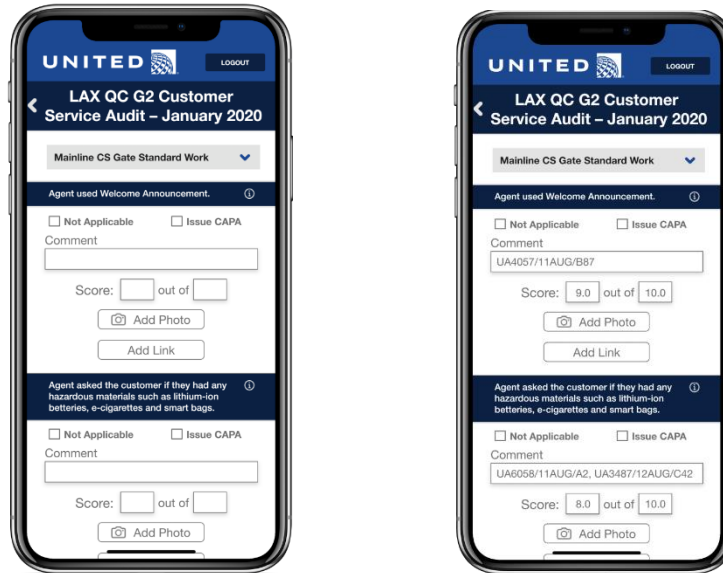 UNITED
LOGOUT
LAX QC G2 Customer
Service Audit – January 2020
Mainline CS Gate Standard Work
Agent used Welcome Announcement.
Not Applicable
Issue CAPA
Comment
Score:
out of
Add Photo
Add Link
Agent asked the customer if they had any
hazardous materials such as lithium-ion
betteries, e-cigarettes and smart bags.
Not Applicable
Issue CAPA
Comment
Score:
out of
Add Photo
UNITED
LOGOUT
LAX QC G2 Customer
Service Audit – January 2020
Mainline CS Gate Standard Work
Agent used Welcome Announcement.
Not Applicable
Issue CAPA
Comment
UA4057/11AUG/B87
Score: 9.0 out of 10.0
Add Photo
Add Link
Agent asked the customer if they had any
hazardous materials such as lithium-ion
betteries, e-cigarettes and smart bags.
Not Applicable
Issue CAPA
Comment
UA6058/11AUG/A2, UA3487/12AUG/C42
Score: 8.0 out of 10.0
Add Photo